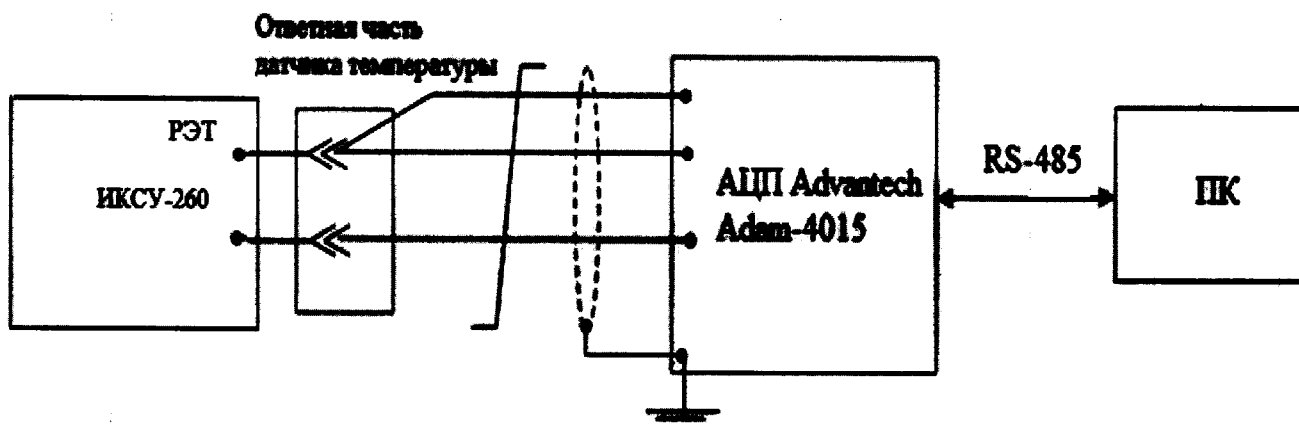 Ответная часть
датчика температуры
РЭТ
ИКСУ-260
АЦП Advantech
Adam-4015
RS-485
ПК